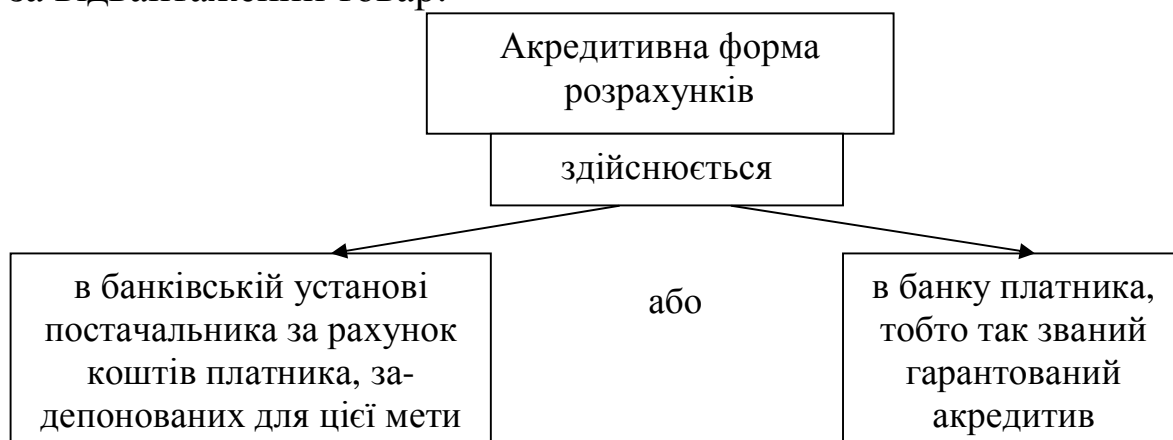 за відвантажений товар.
Акредитивна форма
розрахунків
здійснюється
в банківській установі
постачальника за рахунок
коштів платника, за-
депонованих для цієї мети
або
в банку платника,
тобто так званий
гарантований
акредитив